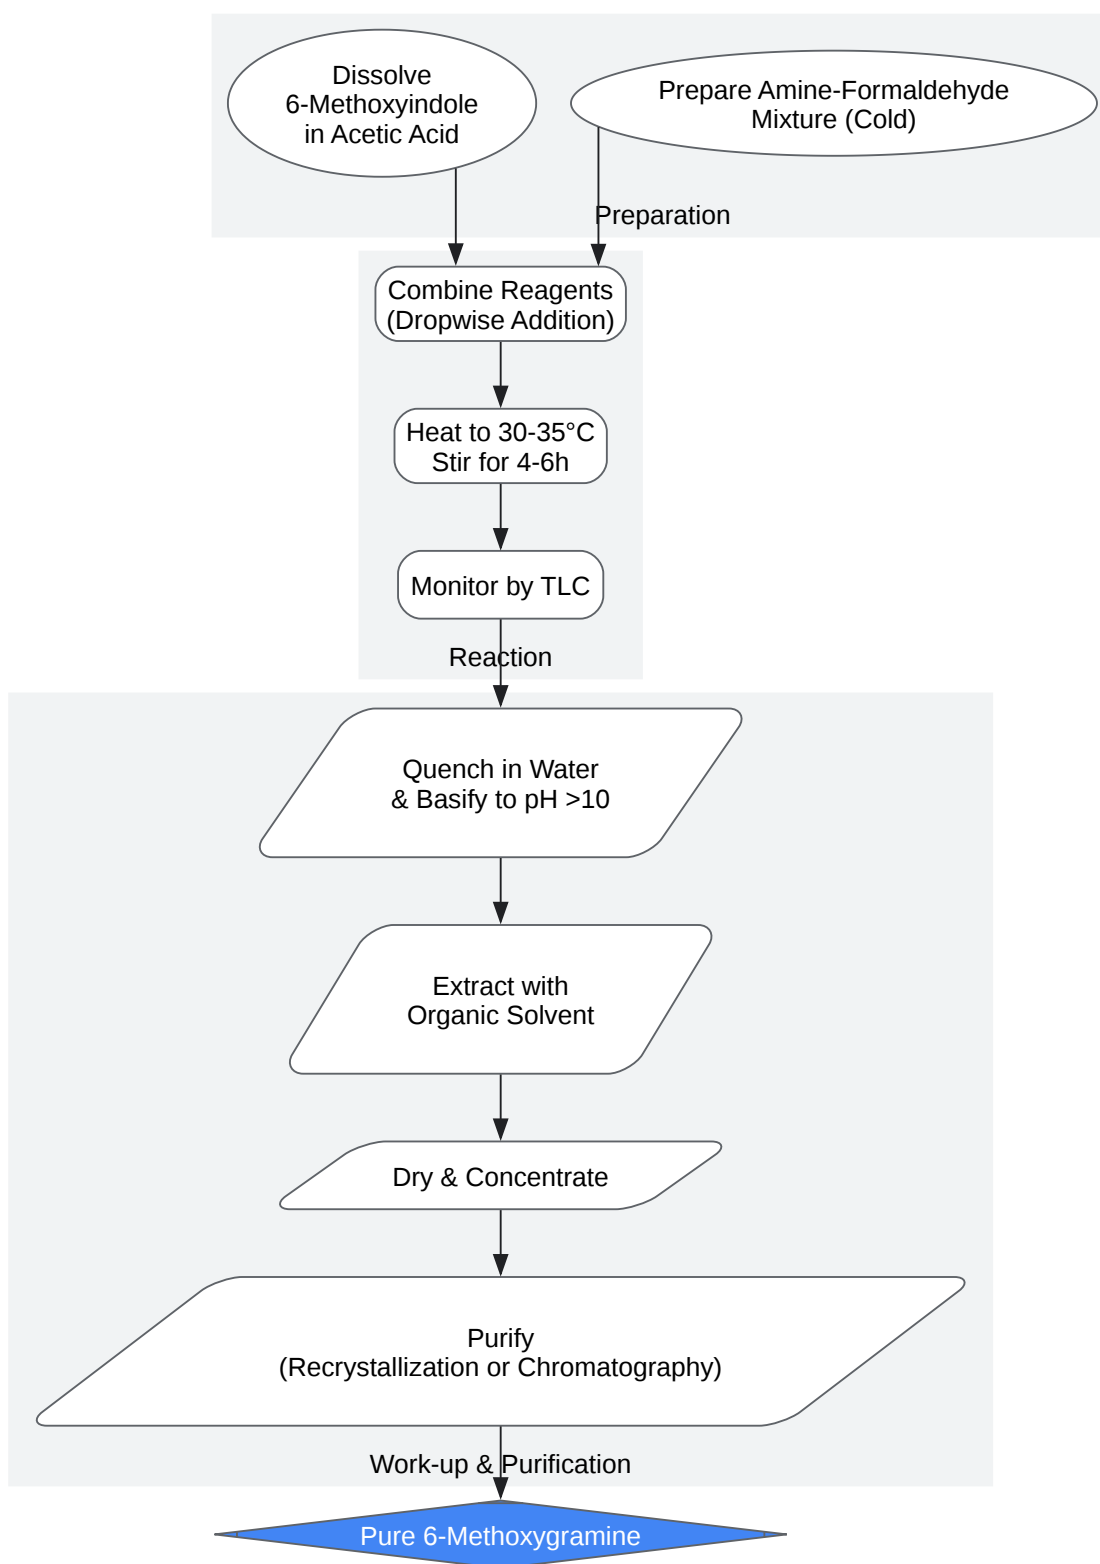 Dissolve
6-Methoxyindole
in Acetic Acid
Prepare Amine-Formaldehyde
Mixture (Cold)
Preparation
Combine Reagents
(Dropwise Addition)
Heat to 30-35°C
Stir for 4-6h
Monitor by TLC
Reaction
Quench in Water
& Basify to pH >10
Extract with
Organic Solvent
Dry & Concentrate
Purify
(Recrystallization or Chromatography)
Work-up & Purification
Pure 6-Methoxygramine